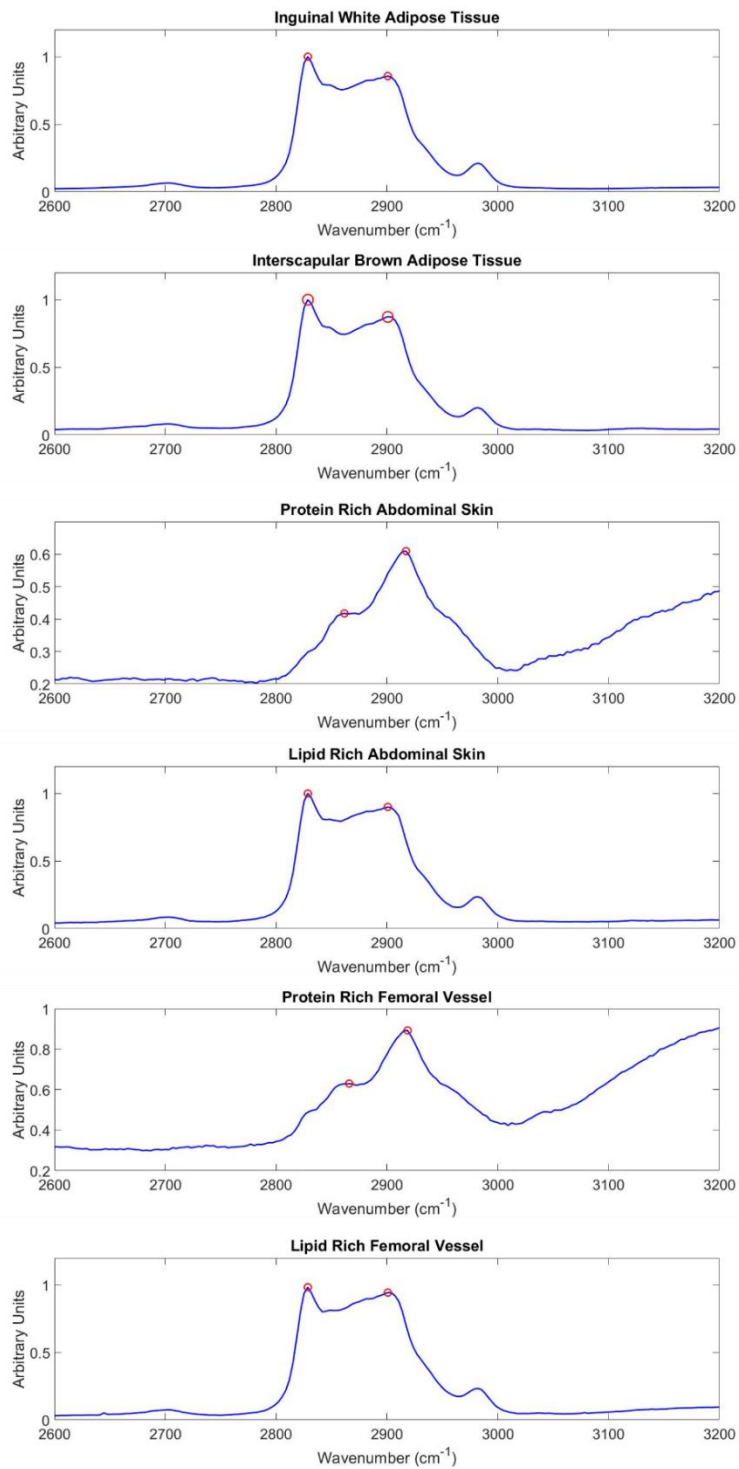 Inguinal White Adipose Tissue
1
0.5
0
Arbitrary Units
2600 2700 2800 2900 3000 3100 3200
Wavenumber (cm-1)
Interscapular Brown Adipose Tissue
1
0.5
0
Arbitrary Units
2600 2700 2800 2900 3000 3100 3200
Wavenumber (cm-1)
Protein Rich Abdominal Skin
0.6
0.5
0.4
0.3
0.2
Arbitrary Units
2600 2700 2800 2900 3000 3100 3200
Wavenumber (cm-1)
Lipid Rich Abdominal Skin
1
0.5
0
Arbitrary Units
2600 2700 2800 2900 3000 3100 3200
Wavenumber (cm-1)
Protein Rich Femoral Vessel
1
0.8
0.6
0.4
0.2
Arbitrary Units
2600 2700 2800 2900 3000 3100 3200
Wavenumber (cm-1)
Lipid Rich Femoral Vessel
1
0.5
0
Arbitrary Units
2600 2700 2800 2900 3000 3100 3200
Wavenumber (cm-1)